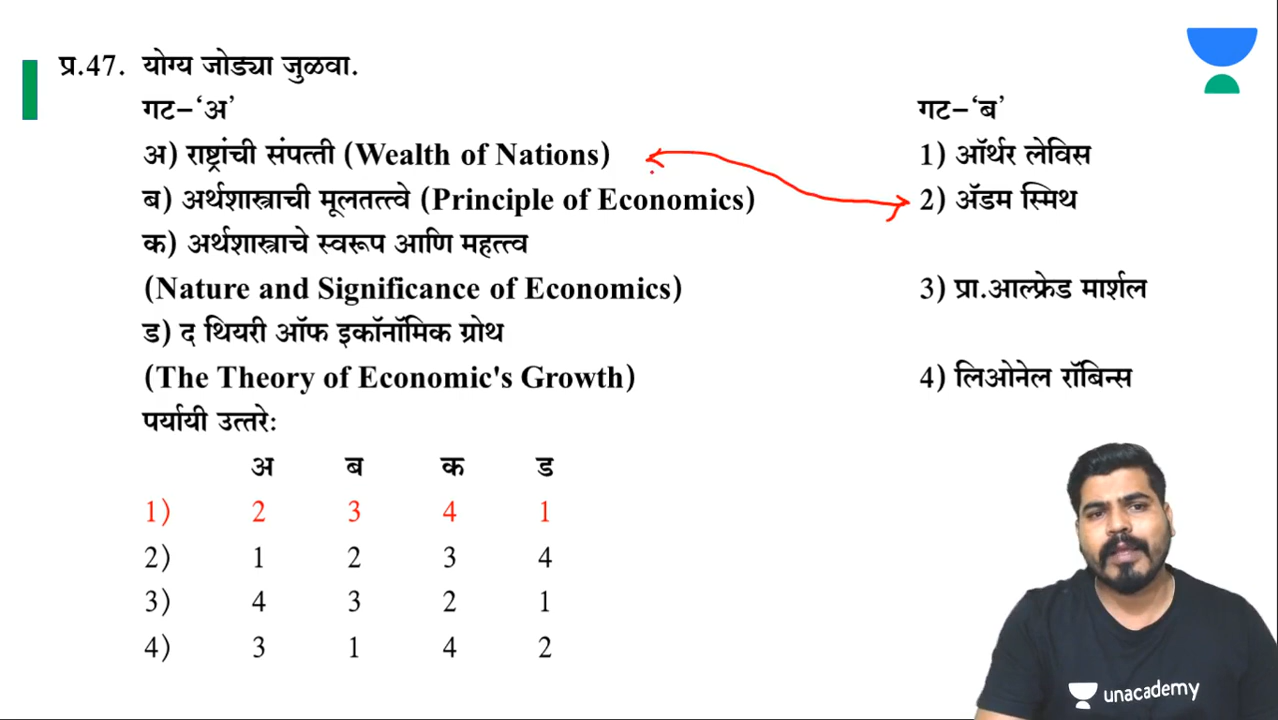 प्र.47. योग्य जोड्या जुळवा.
गट–‘अ’ गट–‘ब’
अ) राष्ट्रांची संपत्ती (Wealth of Nations) 1) ऑर्थर लेविस
ब) अर्थशास्त्राची मूलतत्त्वे (Principle of Economics) 2) ॲडम स्मिथ
क) अर्थशास्त्राचे स्वरूप आणि महत्त्व
(Nature and Significance of Economics) 3) प्रा.आल्फ्रेड मार्शल
ड) द थियरी ऑफ इकॉनॉमिक ग्रोथ
(The Theory of Economic's Growth) 4) लिओनेल रॉबिन्स
पर्यायी उत्तरे:
अ ब क ड
1) 2 3 4 1
2) 1 2 3 4
3) 4 3 2 1
4) 3 1 4 2
unacademy